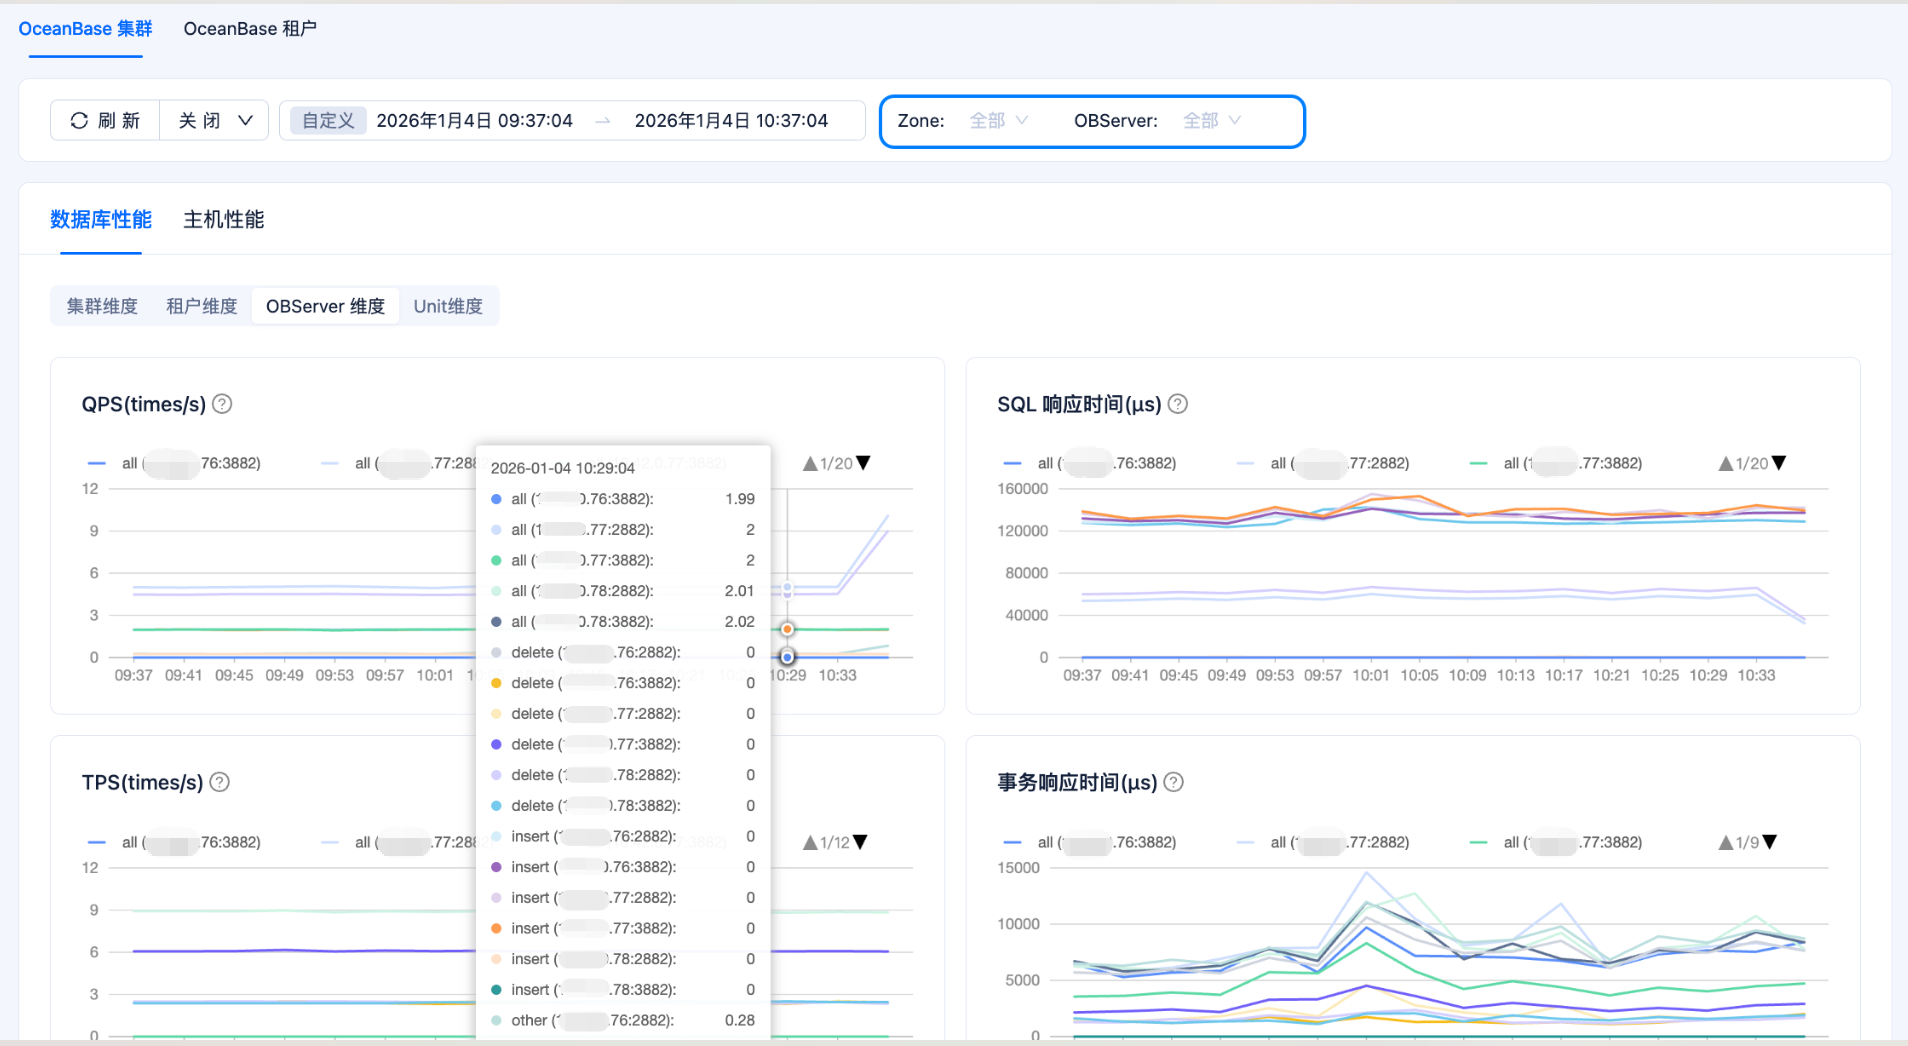 OceanBase 集群 OceanBase 租户
刷新 关闭 自定义 2026年1月4日 09:37:04 → 2026年1月4日 10:37:04 Zone: 全部 OBServer: 全部
数据库性能 主机性能
集群维度 租户维度 OBServer 维度 Unit维度
QPS(times/s) ?
all ( 76:3882) all ( .77:288 ▲1/20▼
12
9
6
3
0
09:37 09:41 09:45 09:49 09:53 09:57 10:01 10:29 10:33
2026-01-04 10:29:04
all (1 0.76:3882): 1.99
all (1 .77:2882): 2
all ( 0.77:3882): 2
all ( 0.78:2882): 2.01
all ( 0.78:3882): 2.02
delete ( .76:2882): 0
delete ( .76:3882): 0
delete ( .77:2882): 0
delete ( .77:3882): 0
delete ( .78:2882): 0
delete ( .78:3882): 0
insert ( .76:2882): 0
insert ( .76:3882): 0
insert ( .77:2882): 0
insert ( .77:3882): 0
insert ( .78:2882): 0
insert ( .78:3882): 0
other ( .76:2882): 0.28
SQL 响应时间(μs) ?
all ( .76:3882) all ( .77:2882) all ( .77:3882) ▲1/20▼
160000
120000
80000
40000
0
09:37 09:41 09:45 09:49 09:53 09:57 10:01 10:05 10:09 10:13 10:17 10:21 10:25 10:29 10:33
TPS(times/s) ?
all ( 76:3882) all ( .77:288 ▲1/12▼
12
9
6
3
0
事务响应时间(μs) ?
all ( .76:3882) all ( .77:2882) all ( .77:3882) ▲1/9▼
15000
10000
5000
0